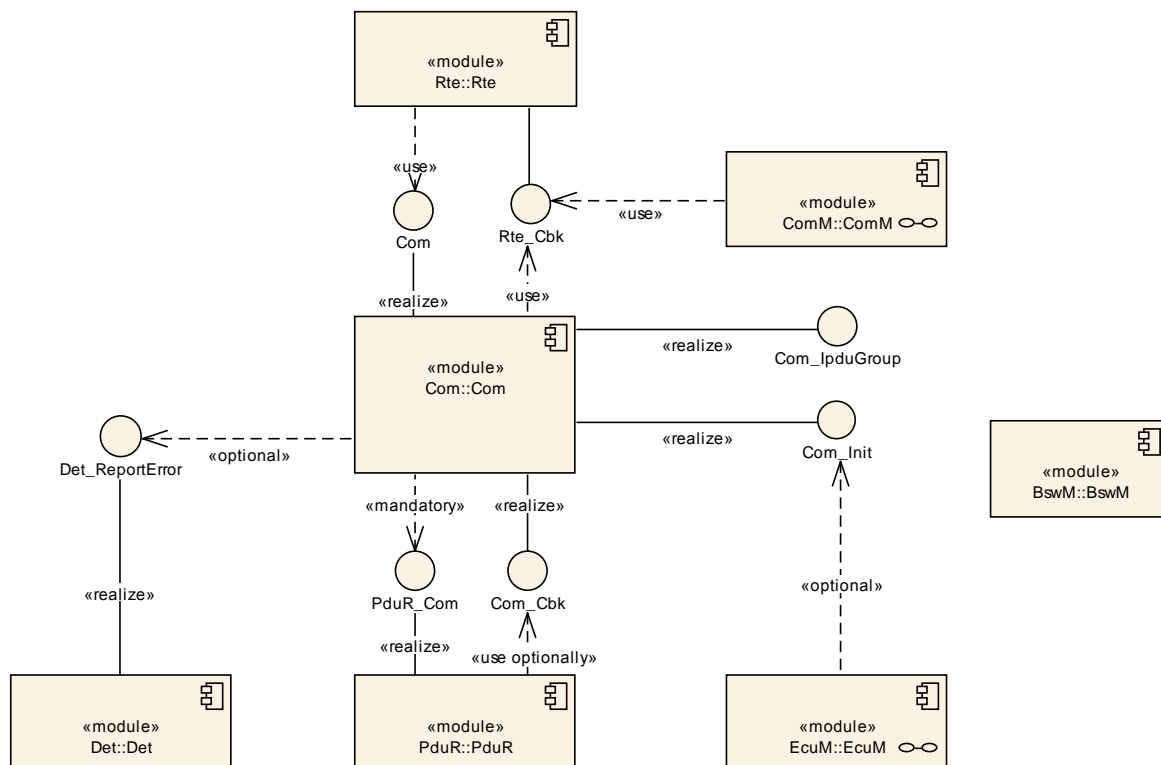 «module»
Rte::Rte
«use»
«module»
ComM::ComM
«use»
Com
Rte_Cbk
«realize»
«use»
«module»
Com::Com
«realize»
Com_IpduGroup
«realize»
Com_Init
«optional»
Det_ReportError
«module»
BswM::BswM
«mandatory»
«realize»
«optional»
«realize»
PduR_Com
Com_Cbk
«realize»
«use optionally»
«module»
Det::Det
«module»
PduR::PduR
«module»
EcuM::EcuM